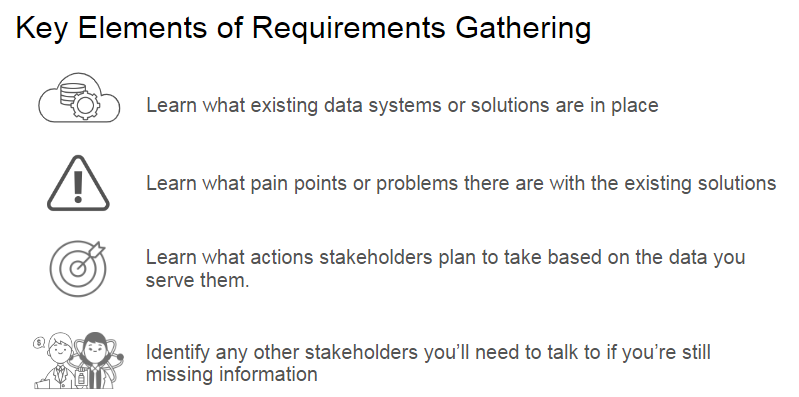 Key Elements of Requirements Gathering
Learn what existing data systems or solutions are in place
Learn what pain points or problems there are with the existing solutions
Learn what actions stakeholders plan to take based on the data you
serve them.
Identify any other stakeholders you’ll need to talk to if you’re still
missing information